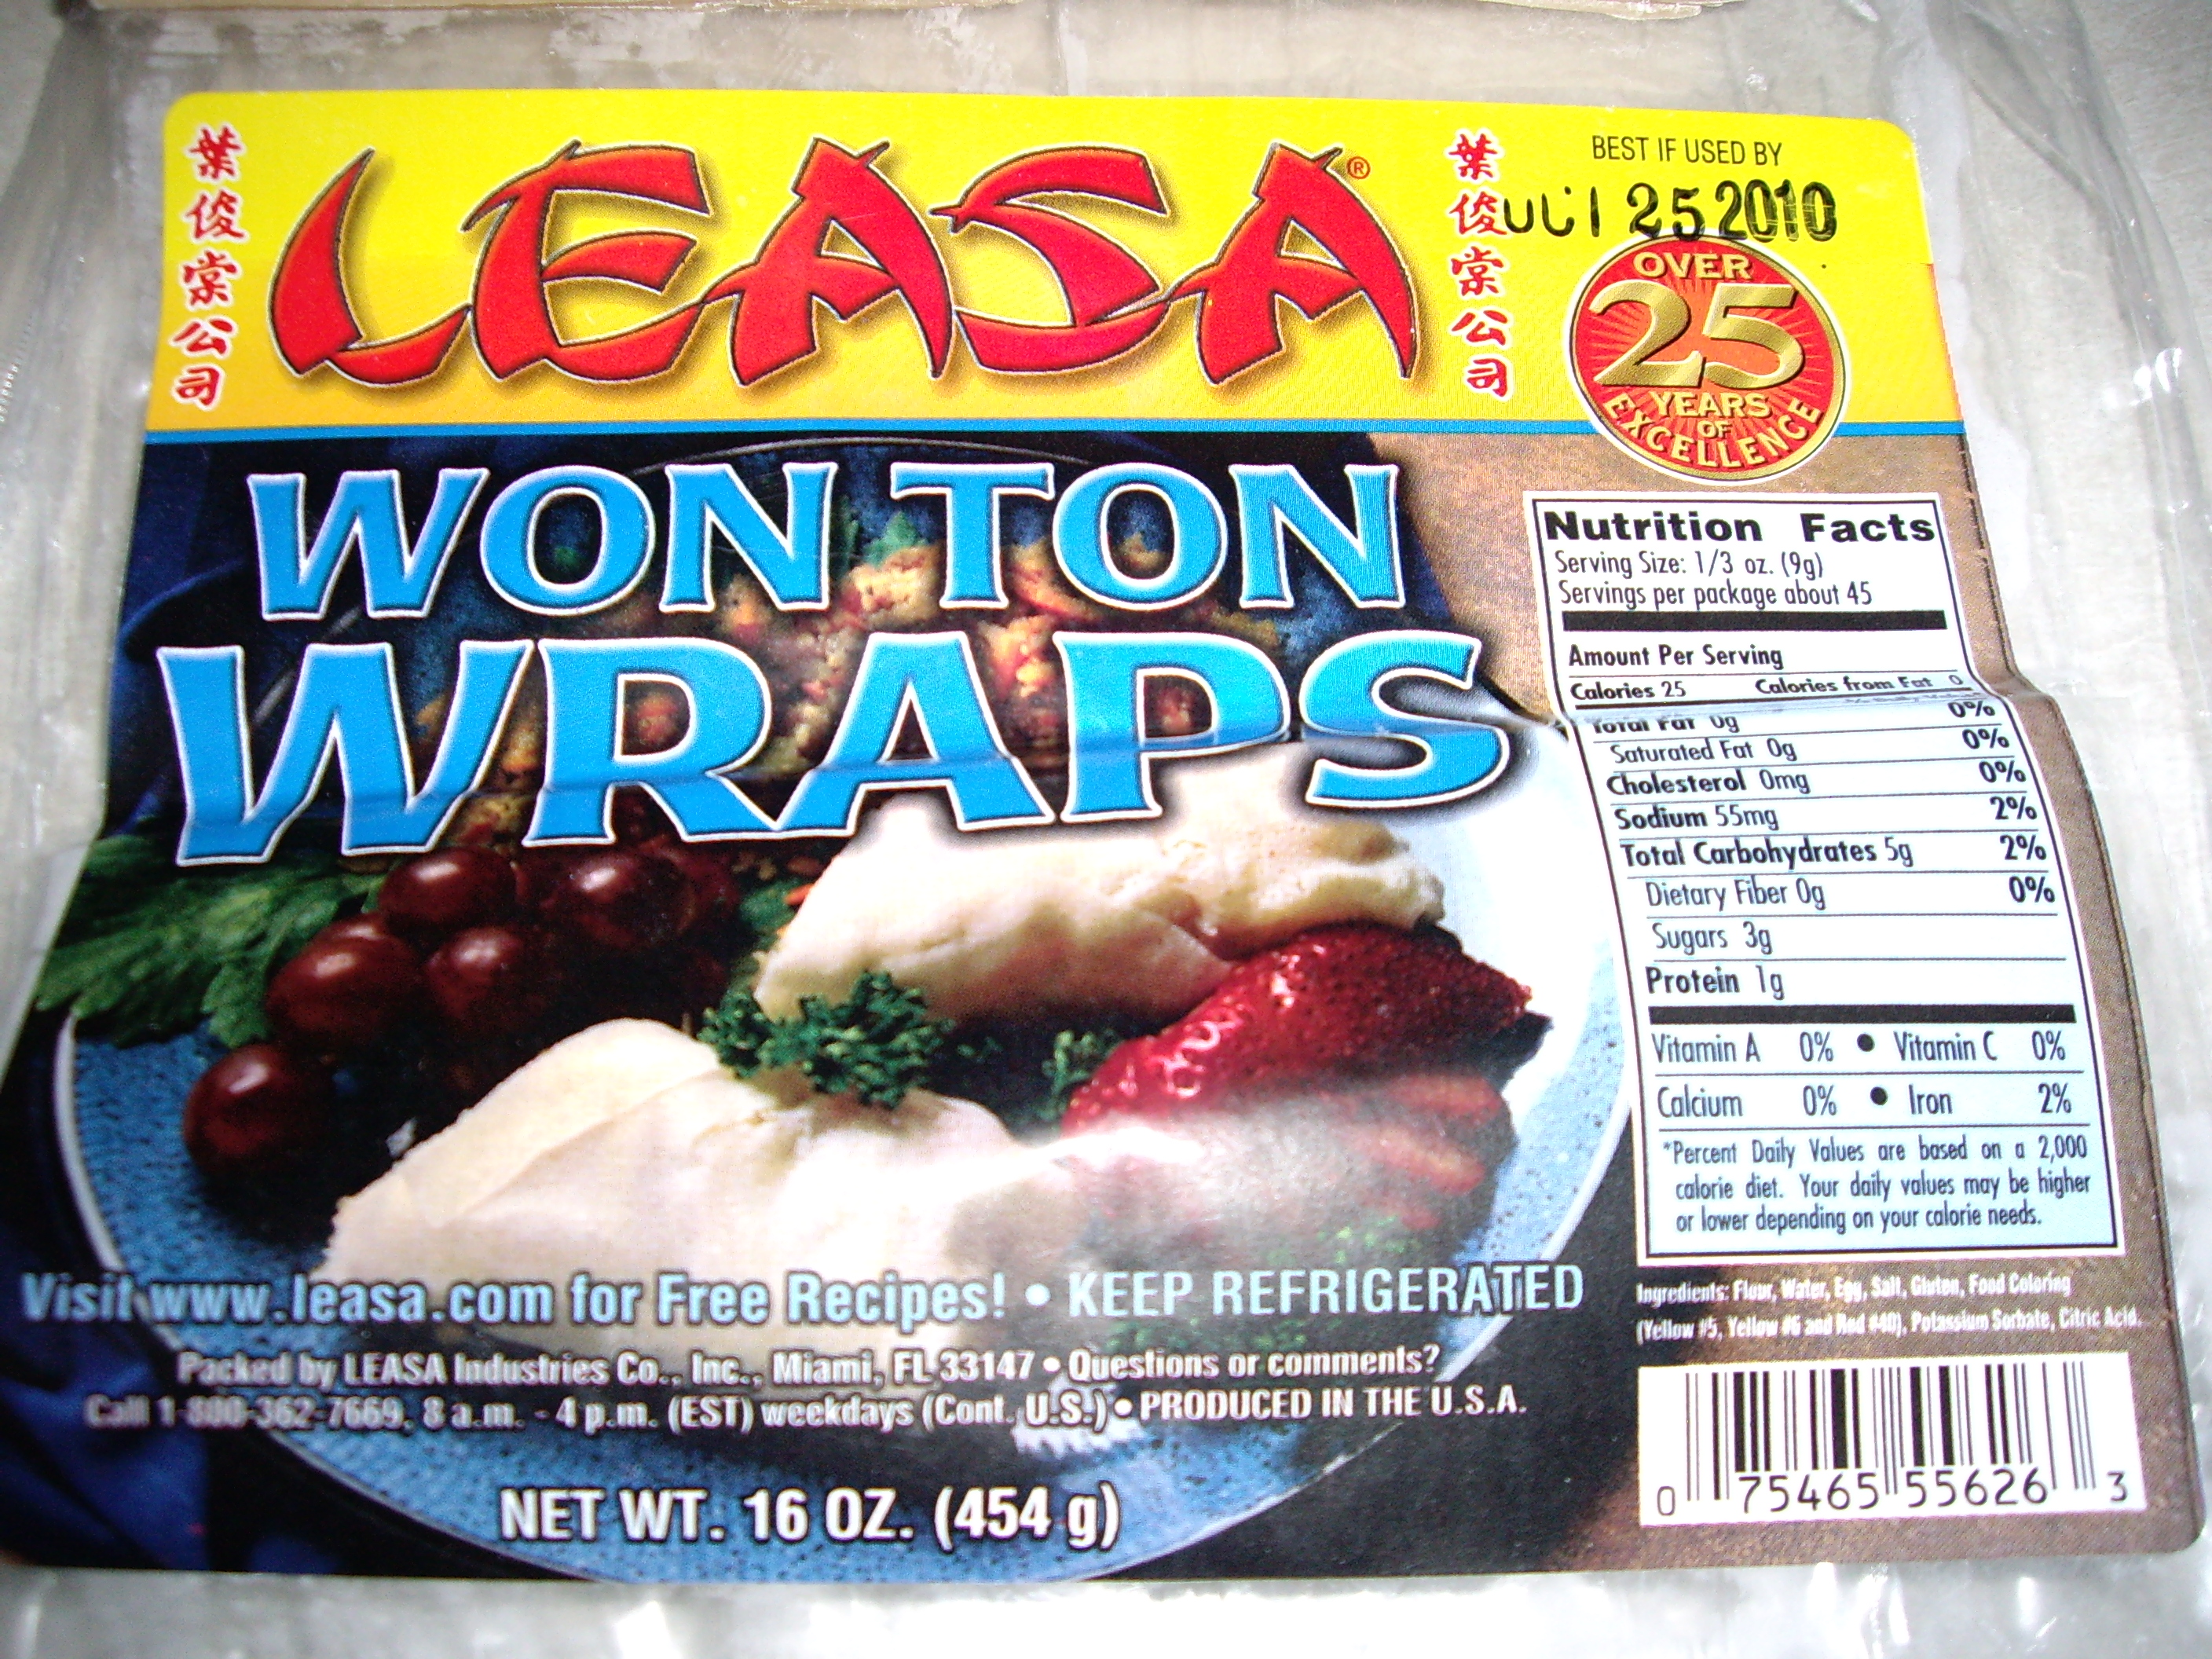 葉俊棠公司
LEASA®
葉俊棠公司
BEST IF USED BY
OCT 25 2010
OVER
25
YEARS
OF
EXCELLENCE
WON TON
WRAPS
Nutrition Facts
Serving Size: 1/3 oz. (9g)
Servings per package about 45
Amount Per Serving
Calories 25 Calories from Fat 0
Total Fat 0g 0%
Saturated Fat 0g 0%
Cholesterol 0mg 0%
Sodium 55mg 2%
Total Carbohydrates 5g 2%
Dietary Fiber 0g 0%
Sugars 3g
Protein 1g
Vitamin A 0% • Vitamin C 0%
Calcium 0% • Iron 2%
*Percent Daily Values are based on a 2,000
calorie diet. Your daily values may be higher
or lower depending on your calorie needs.
Ingredients: Flour, Water, Egg, Salt, Gluten, Food Coloring
(Yellow #5, Yellow #6 and Red #40), Potassium Sorbate, Citric Acid.
Visit www.leasa.com for Free Recipes! • KEEP REFRIGERATED
Packed by LEASA Industries Co., Inc., Miami, FL 33147 • Questions or comments?
Call 1-800-362-7669, 8 a.m. - 4 p.m. (EST) weekdays (Cont. U.S.) • PRODUCED IN THE U.S.A.
NET WT. 16 OZ. (454 g)
0 75465 55626 3